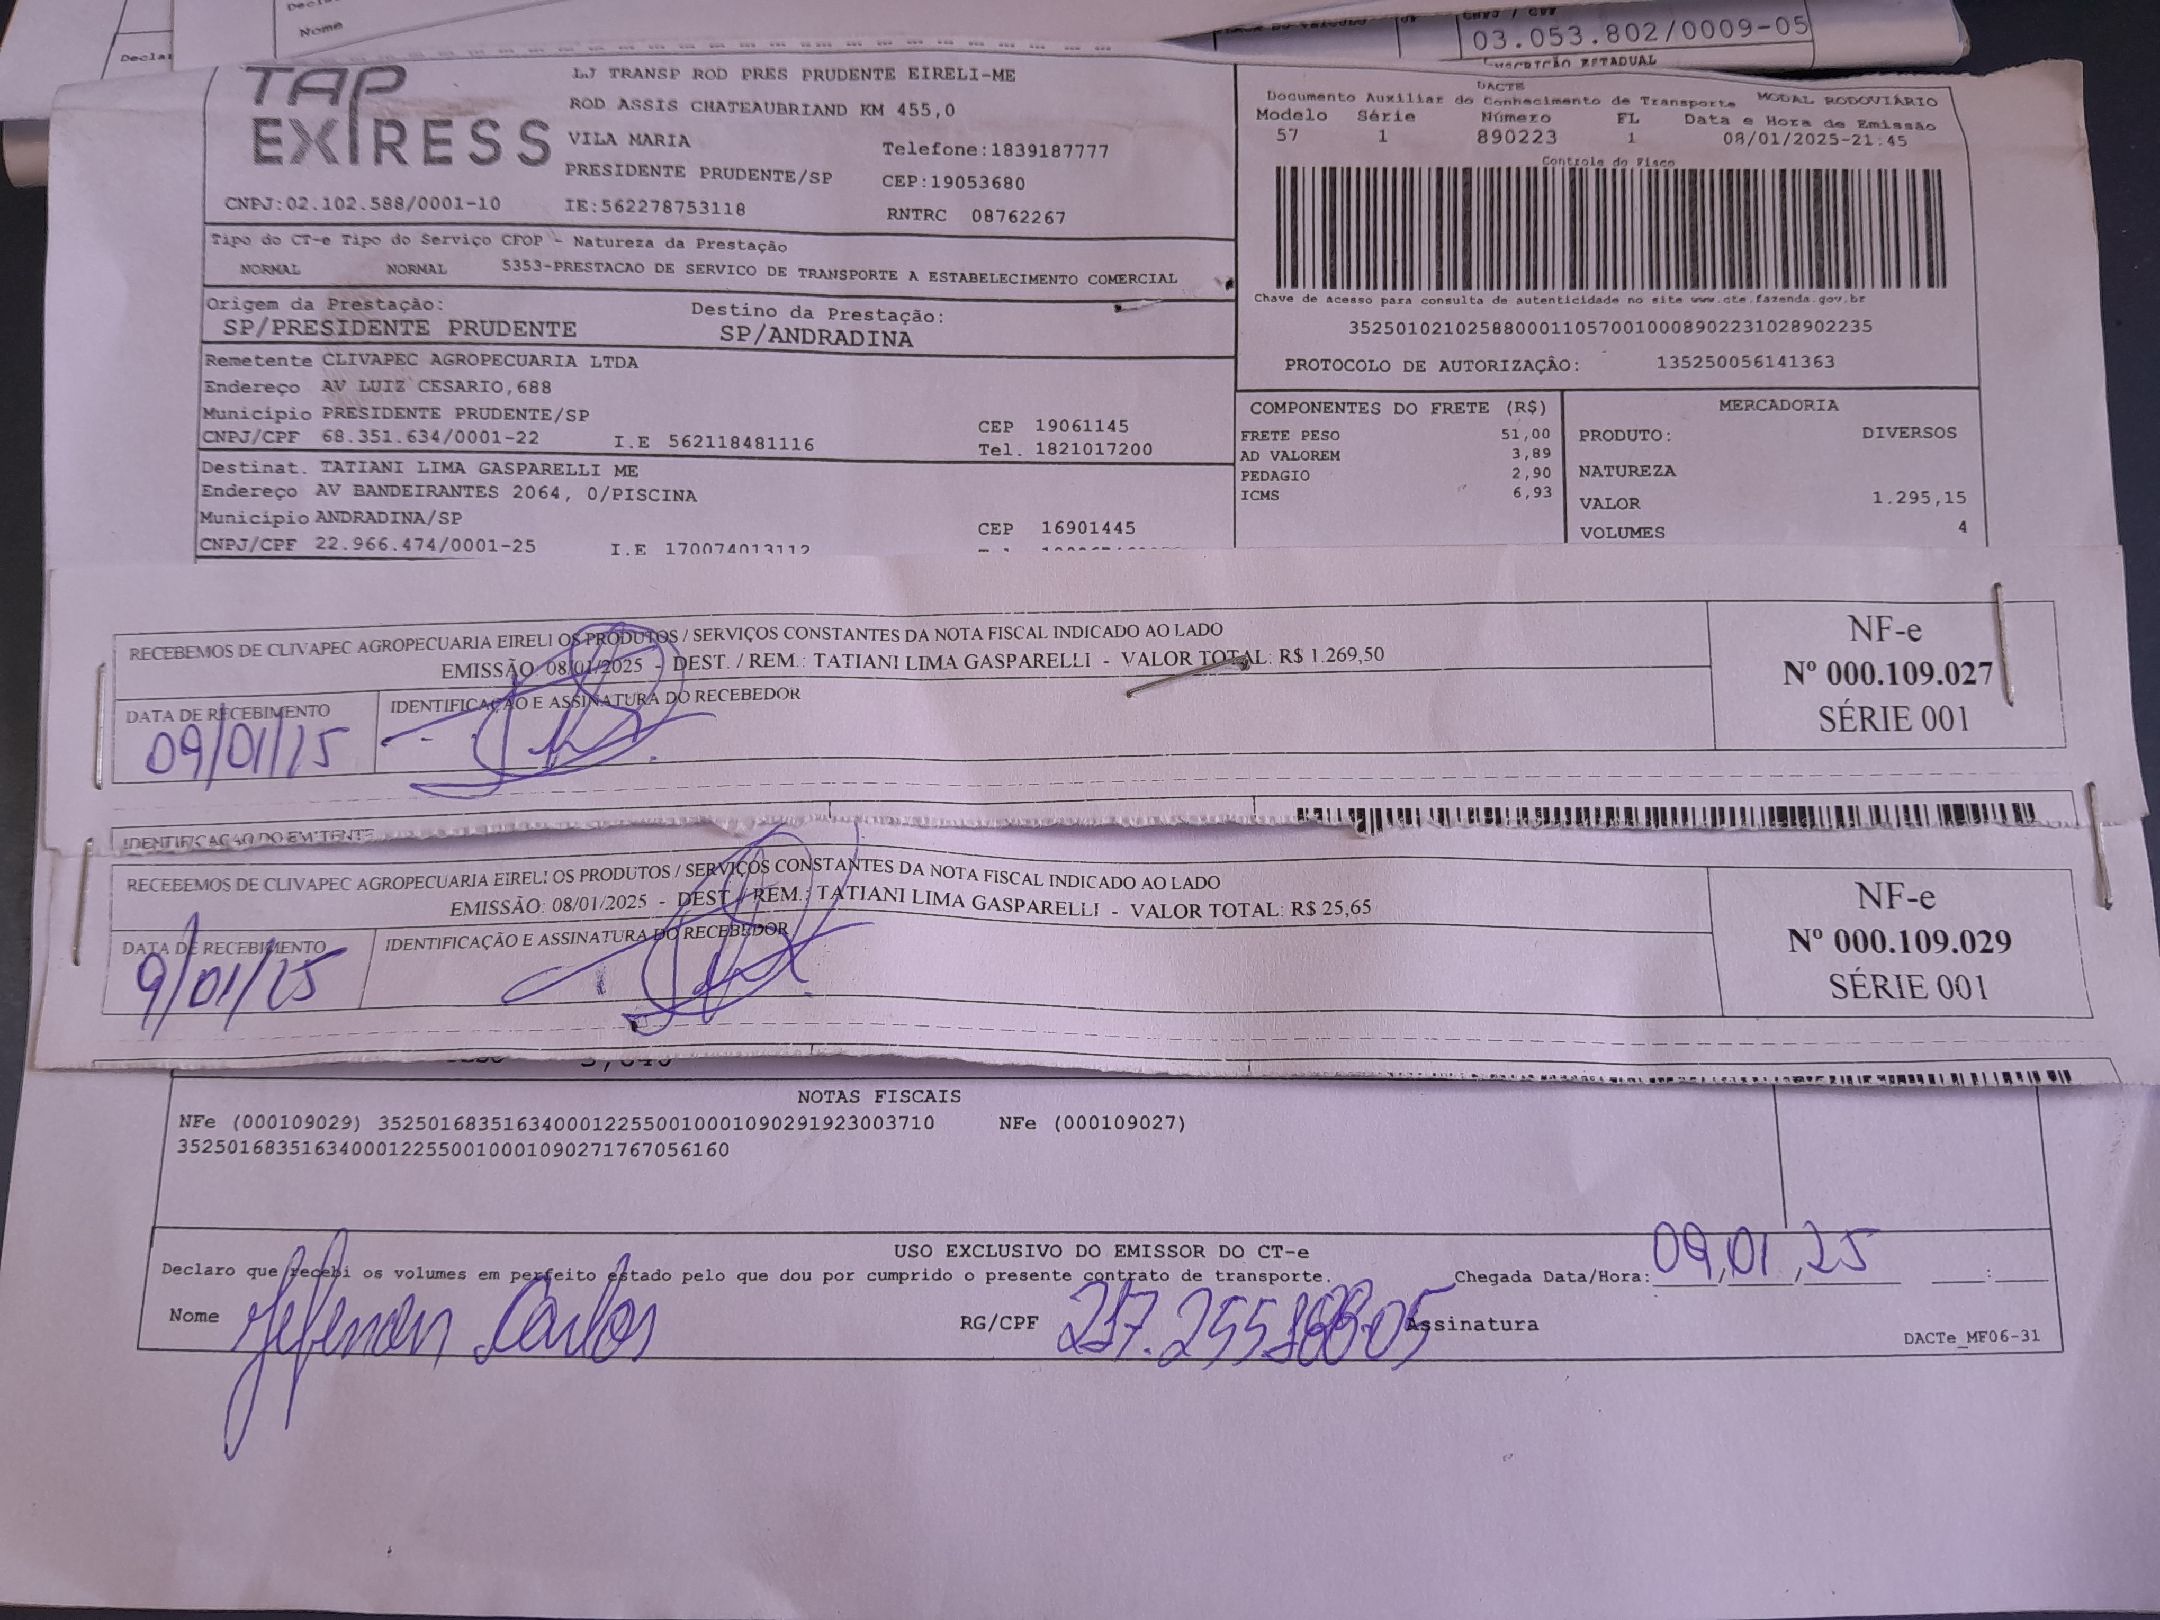 Decla
Nome
Decla
CNPJ / CPF
03.053.802/0009-05
INSCRIÇÃO ESTADUAL
TAP
EXPRESS
LJ TRANSP ROD PRES PRUDENTE EIRELI-ME
ROD ASSIS CHATEAUBRIAND KM 455,0
VILA MARIA
Telefone:1839187777
PRESIDENTE PRUDENTE/SP
CEP:19053680
CNPJ:02.102.588/0001-10 IE:562278753118 RNTRC 08762267
DACTE
Documento Auxiliar do Conhecimento de Transporte MODAL RODOVIÁRIO
Modelo Série Número FL Data e Hora de Emissão
57 1 890223 1 08/01/2025-21:45
Controle do Fisco
Chave de Acesso para consulta de autenticidade no site www.cte.fazenda.gov.br
35250102102588000110570010008902231028902235
PROTOCOLO DE AUTORIZAÇÂO: 135250056141363
Tipo do CT-e Tipo do Serviço CFOP - Natureza da Prestação
NORMAL NORMAL 5353-PRESTACAO DE SERVICO DE TRANSPORTE A ESTABELECIMENTO COMERCIAL
Origem da Prestação: Destino da Prestação:
SP/PRESIDENTE PRUDENTE SP/ANDRADINA
Remetente CLIVAPEC AGROPECUARIA LTDA
Endereço AV LUIZ CESARIO,688
Município PRESIDENTE PRUDENTE/SP CEP 19061145
CNPJ/CPF 68.351.634/0001-22 I.E 562118481116 Tel. 1821017200
Destinat. TATIANI LIMA GASPARELLI ME
Endereço AV BANDEIRANTES 2064, 0/PISCINA
Município ANDRADINA/SP CEP 16901445
CNPJ/CPF 22.966.474/0001-25 I.E 170074013112
COMPONENTES DO FRETE (R$)
FRETE PESO 51,00
AD VALOREM 3,89
PEDAGIO 2,90
ICMS 6,93
MERCADORIA
PRODUTO: DIVERSOS
NATUREZA
VALOR 1.295,15
VOLUMES 4
RECEBEMOS DE CLIVAPEC AGROPECUARIA EIRELI OS PRODUTOS / SERVIÇOS CONSTANTES DA NOTA FISCAL INDICADO AO LADO
EMISSÃO: 08/01/2025 - DEST. / REM.: TATIANI LIMA GASPARELLI - VALOR TOTAL: R$ 1.269,50
DATA DE RECEBIMENTO IDENTIFICAÇÃO E ASSINATURA DO RECEBEDOR
09/01/15
NF-e
Nº 000.109.027
SÉRIE 001
IDENTIFICAÇAO DO EMITENTE
RECEBEMOS DE CLIVAPEC AGROPECUARIA EIRELI OS PRODUTOS / SERVIÇOS CONSTANTES DA NOTA FISCAL INDICADO AO LADO
EMISSÃO: 08/01/2025 - DEST. / REM.: TATIANI LIMA GASPARELLI - VALOR TOTAL: R$ 25,65
DATA DE RECEBIMENTO IDENTIFICAÇÃO E ASSINATURA DO RECEBEDOR
9/01/25
NF-e
Nº 000.109.029
SÉRIE 001
NOTAS FISCAIS
NFe (000109029) 35250168351634000122550010001090291923003710 NFe (000109027)
35250168351634000122550010001090271767056160
USO EXCLUSIVO DO EMISSOR DO CT-e
Declaro que recebi os volumes em perfeito estado pelo que dou por cumprido o presente contrato de transporte. Chegada Data/Hora: 09/01/25 :
Nome Jeferson Carlos RG/CPF Assinatura
DACTe_MF06-31